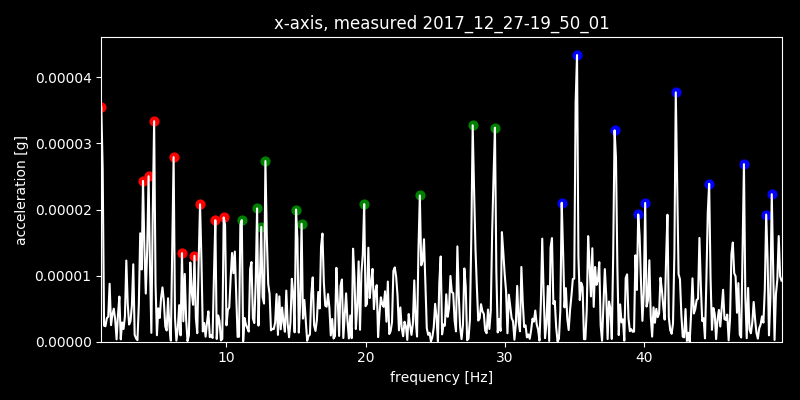 x-axis, measured 2017_12_27-19_50_01
acceleration [g]
0.00004
0.00003
0.00002
0.00001
0.00000
10 20 30 40
frequency [Hz]